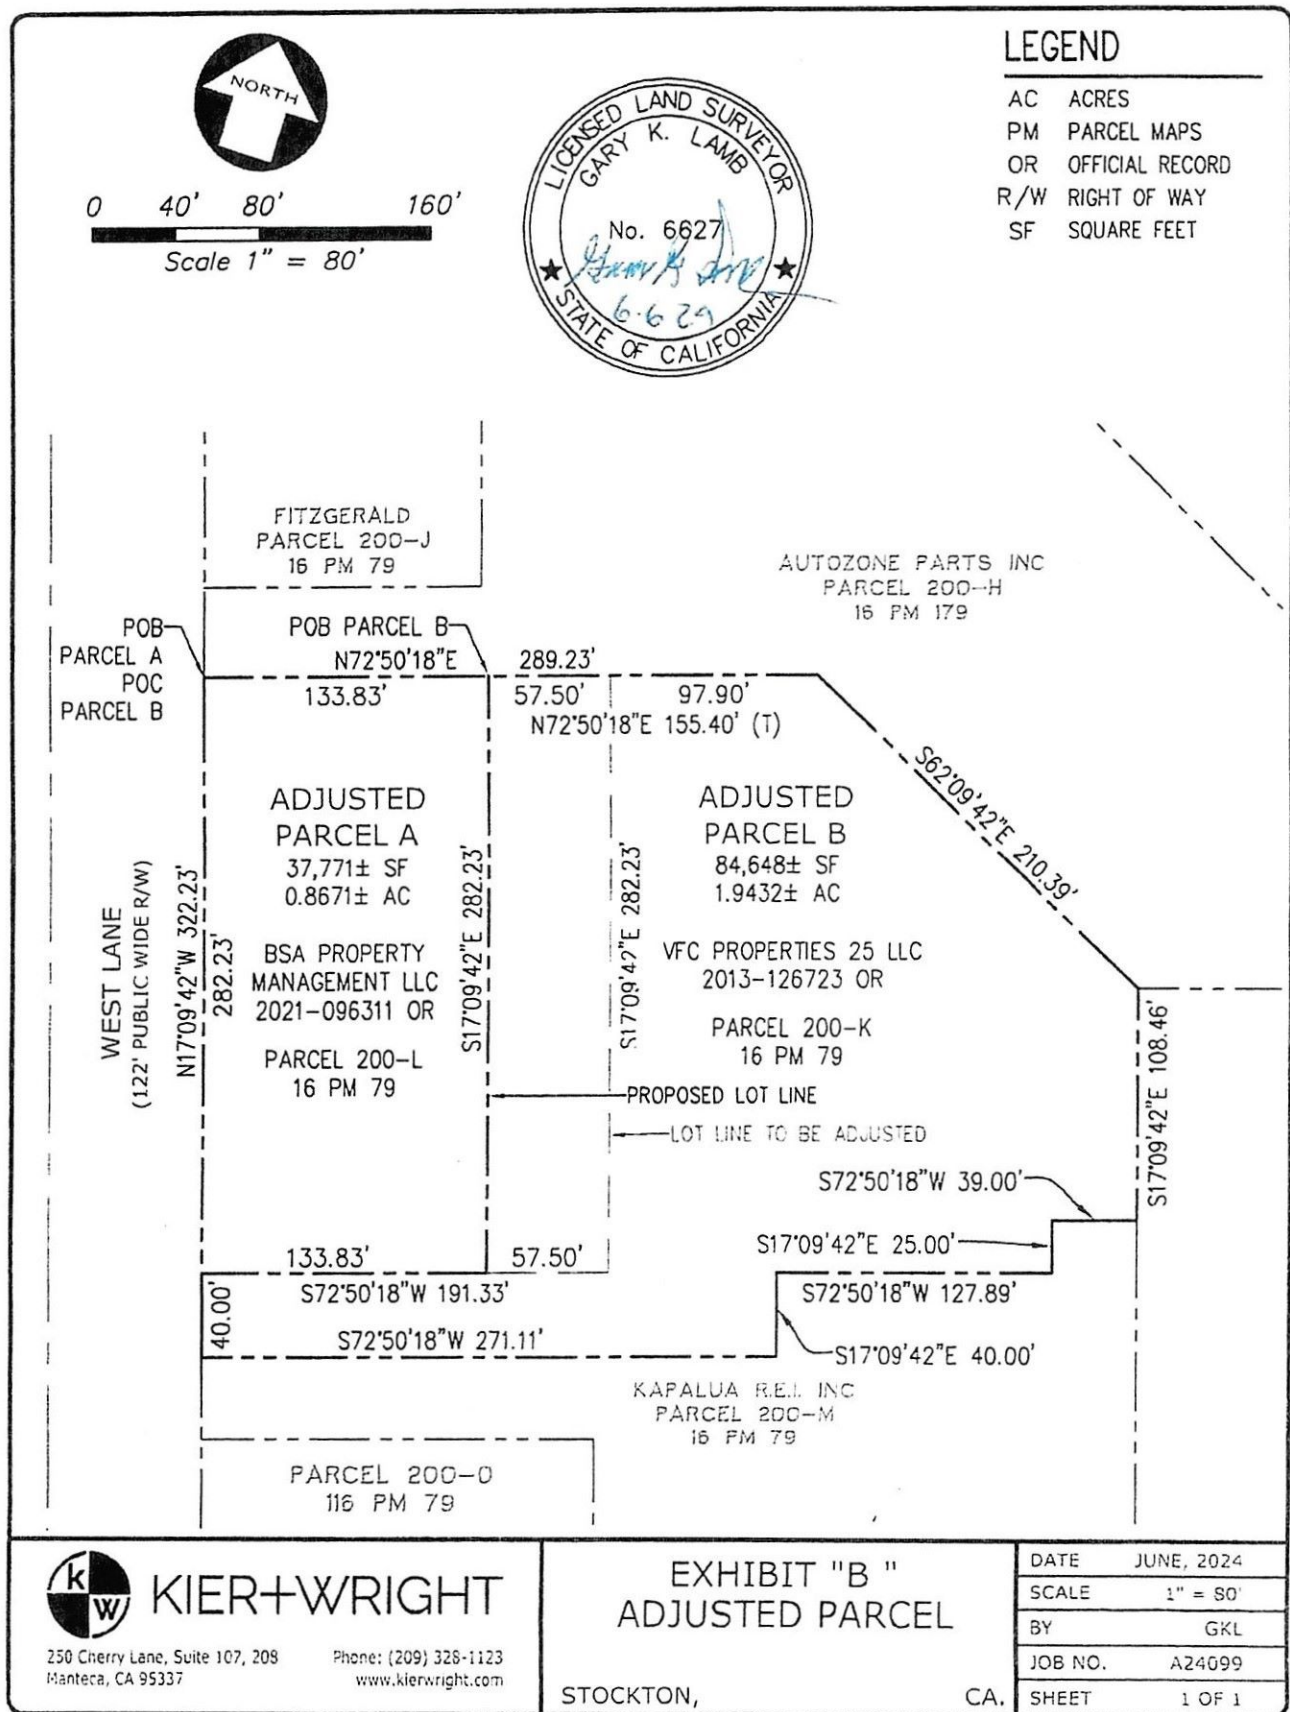 NORTH
0 40' 80' 160'
Scale 1" = 80'
LICENSED LAND SURVEYOR
GARY K. LAMB
No. 6627
STATE OF CALIFORNIA
LEGEND
AC ACRES
PM PARCEL MAPS
OR OFFICIAL RECORD
R/W RIGHT OF WAY
SF SQUARE FEET
FITZGERALD
PARCEL 200-J
16 PM 79
AUTOZONE PARTS INC
PARCEL 200-H
16 PM 179
POB
PARCEL A
POC
PARCEL B
POB PARCEL B
N72°50'18"E 289.23'
133.83' 57.50' 97.90'
N72°50'18"E 155.40' (T)
S62°09'42"E 210.39'
ADJUSTED
PARCEL A
37,771± SF
0.8671± AC
BSA PROPERTY
MANAGEMENT LLC
2021-096311 OR
PARCEL 200-L
16 PM 79
ADJUSTED
PARCEL B
84,648± SF
1.9432± AC
VFC PROPERTIES 25 LLC
2013-126723 OR
PARCEL 200-K
16 PM 79
WEST LANE
(122' PUBLIC WIDE R/W)
N17°09'42"W 322.23'
282.23'
S17°09'42"E 282.23'
S17°09'42"E 282.23'
S17°09'42"E 108.46'
PROPOSED LOT LINE
LOT LINE TO BE ADJUSTED
S72°50'18"W 39.00'
S17°09'42"E 25.00'
133.83' 57.50'
S72°50'18"W 191.33'
S72°50'18"W 127.89'
40.00'
S72°50'18"W 271.11'
S17°09'42"E 40.00'
KAPALUA R.E.I. INC
PARCEL 200-M
16 PM 79
PARCEL 200-O
116 PM 79
kw KIER+WRIGHT
250 Cherry Lane, Suite 107, 208
Manteca, CA 95337
Phone: (209) 328-1123
www.kierwright.com
EXHIBIT "B "
ADJUSTED PARCEL
STOCKTON, CA.
DATE JUNE, 2024
SCALE 1" = 80'
BY GKL
JOB NO. A24099
SHEET 1 OF 1